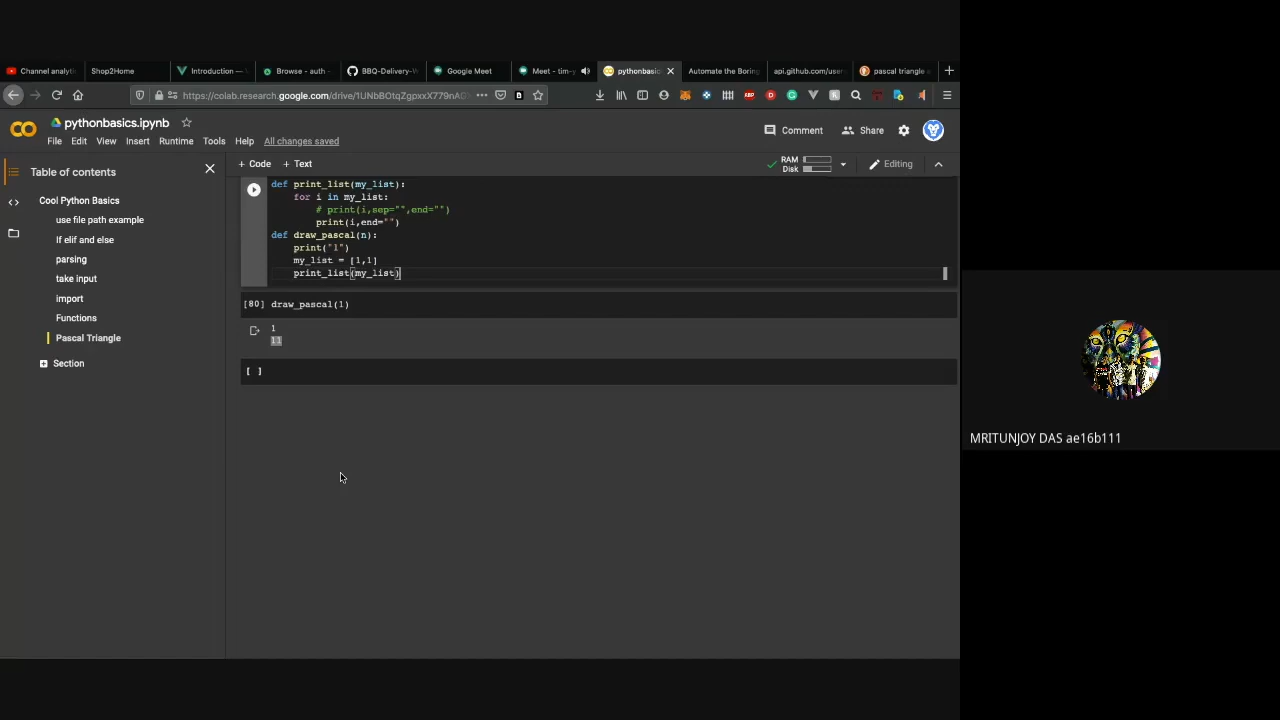 Channel analyti
Shop2Home
Introduction —
Browse - auth -
BBQ-Delivery-W
Google Meet
Meet - tim-y
pythonbasic
Automate the Boring
api.github.com/user
pascal triangle a
https://colab.research.google.com/drive/
pythonbasics.ipynb
Comment
Share
File Edit View Insert Runtime Tools Help All changes saved
Table of contents
+ Code + Text
RAM
Disk
Editing
Cool Python Basics
use file path example
If elif and else
parsing
take input
import
Functions
Pascal Triangle
Section
def print_list(my_list):
for i in my_list:
# print(i,sep="",end="")
print(i,end="")
def draw_pascal(n):
print("1")
my_list = [1,1]
print_list(my_list)
[80] draw_pascal(1)
1
11
[ ]
MRITUNJOY DAS ae16b111